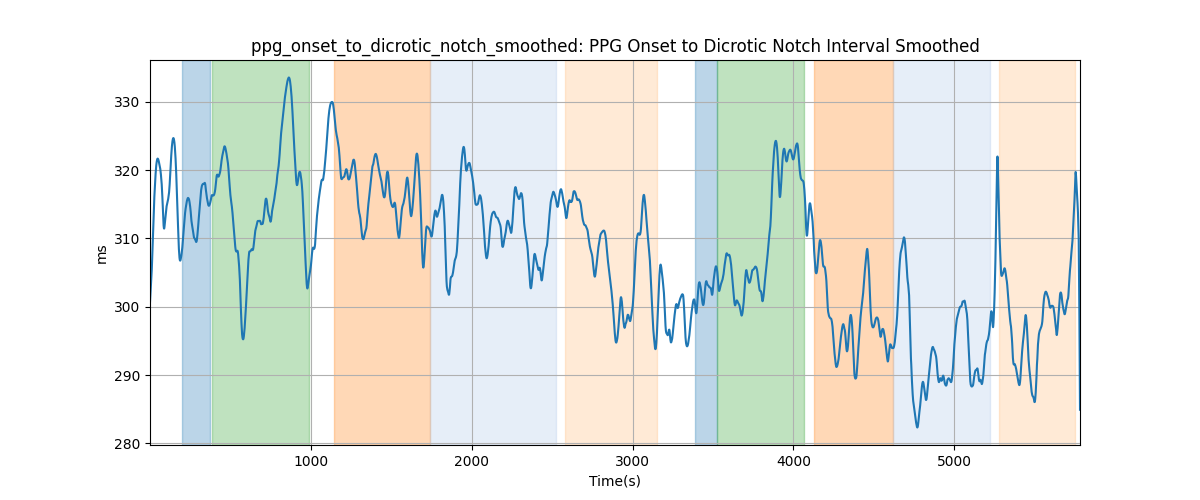 ppg_onset_to_dicrotic_notch_smoothed: PPG Onset to Dicrotic Notch Interval Smoothed
330
320
310
300
290
280
ms
1000 2000 3000 4000 5000
Time(s)